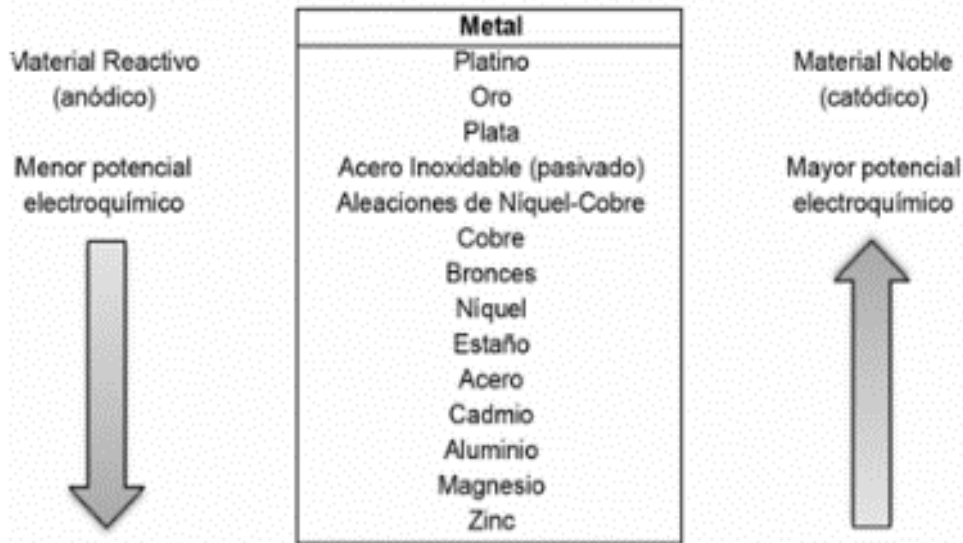 Material Reactivo
(anódico)
Menor potencial
electroquímico
Metal
Platino
Oro
Plata
Acero Inoxidable (pasivado)
Aleaciones de Níquel-Cobre
Cobre
Bronces
Níquel
Estaño
Acero
Cadmio
Aluminio
Magnesio
Zinc
Material Noble
(catódico)
Mayor potencial
electroquímico